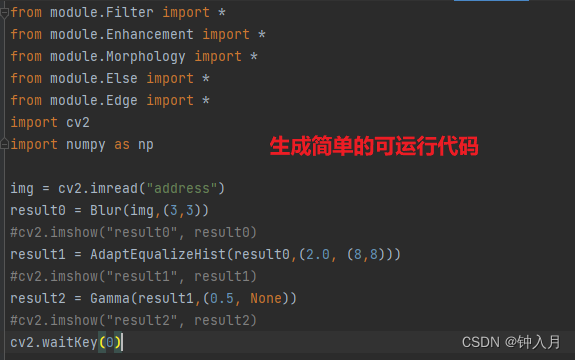 from module.Filter import *
from module.Enhancement import *
from module.Morphology import *
from module.Else import *
from module.Edge import *
import cv2
import numpy as np
生成简单的可运行代码
img = cv2.imread("address")
result0 = Blur(img,(3,3))
#cv2.imshow("result0", result0)
result1 = AdaptEqualizeHist(result0,(2.0, (8,8)))
#cv2.imshow("result1", result1)
result2 = Gamma(result1,(0.5, None))
#cv2.imshow("result2", result2)
cv2.waitKey(0)
CSDN @钟入月